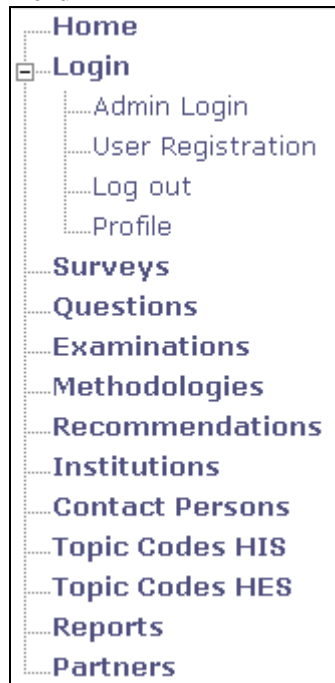 Home
Login
Admin Login
User Registration
Log out
Profile
Surveys
Questions
Examinations
Methodologies
Recommendations
Institutions
Contact Persons
Topic Codes HIS
Topic Codes HES
Reports
Partners